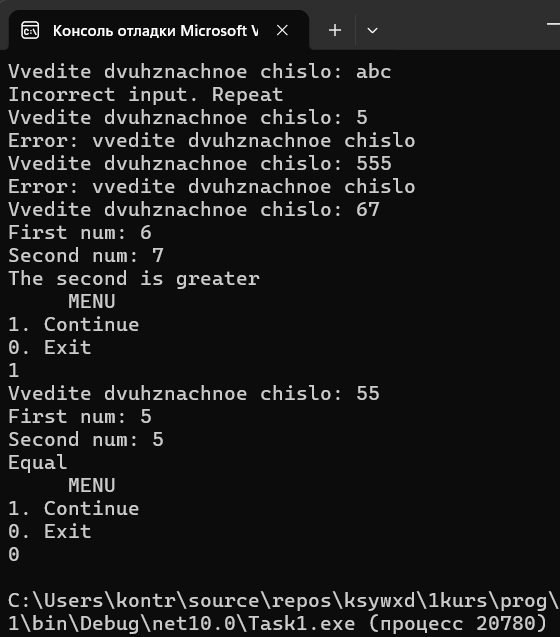 Консоль отладки Microsoft V
Vvedite dvuhznachnoe chislo: abc
Incorrect input. Repeat
Vvedite dvuhznachnoe chislo: 5
Error: vvedite dvuhznachnoe chislo
Vvedite dvuhznachnoe chislo: 555
Error: vvedite dvuhznachnoe chislo
Vvedite dvuhznachnoe chislo: 67
First num: 6
Second num: 7
The second is greater
     MENU
1. Continue
0. Exit
1
Vvedite dvuhznachnoe chislo: 55
First num: 5
Second num: 5
Equal
     MENU
1. Continue
0. Exit
0
C:\Users\kontr\source\repos\ksywxd\1kurs\prog\
1\bin\Debug\net10.0\Task1.exe (процесс 20780)